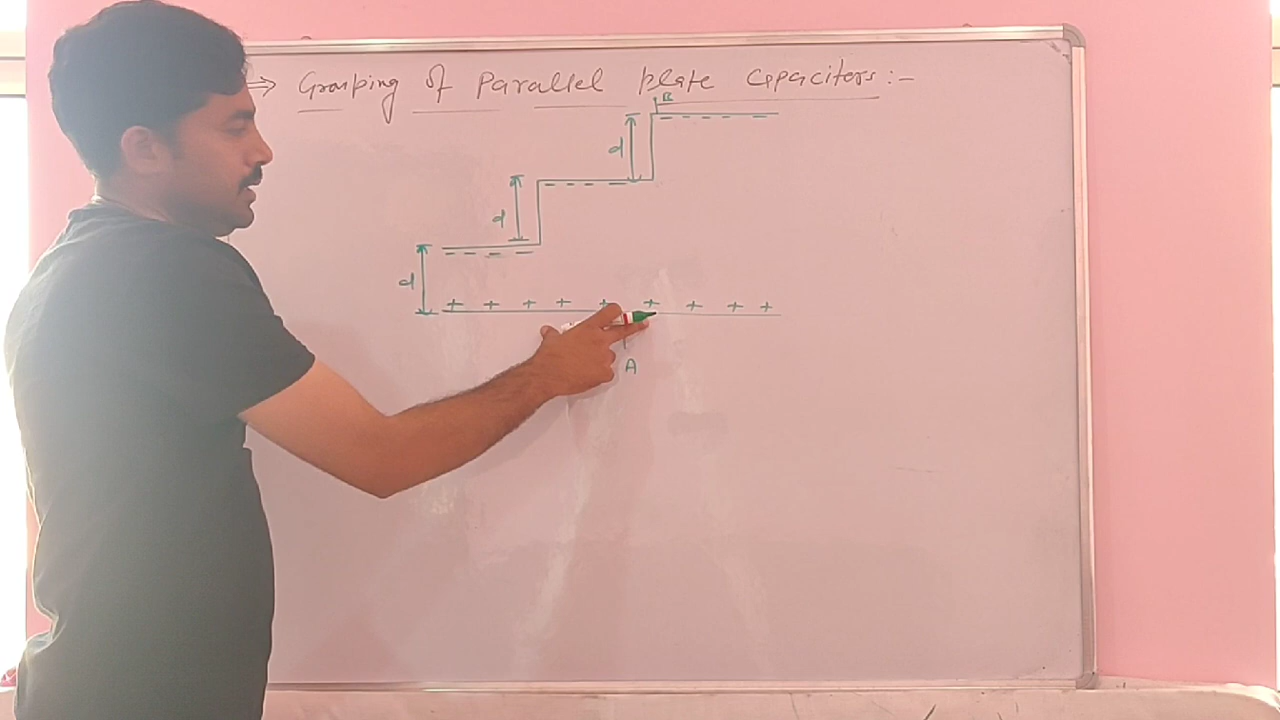 ⇒ Grouping of Parallel plate capacitors :-
B
d
d
d
+ + + + + + + + +
A